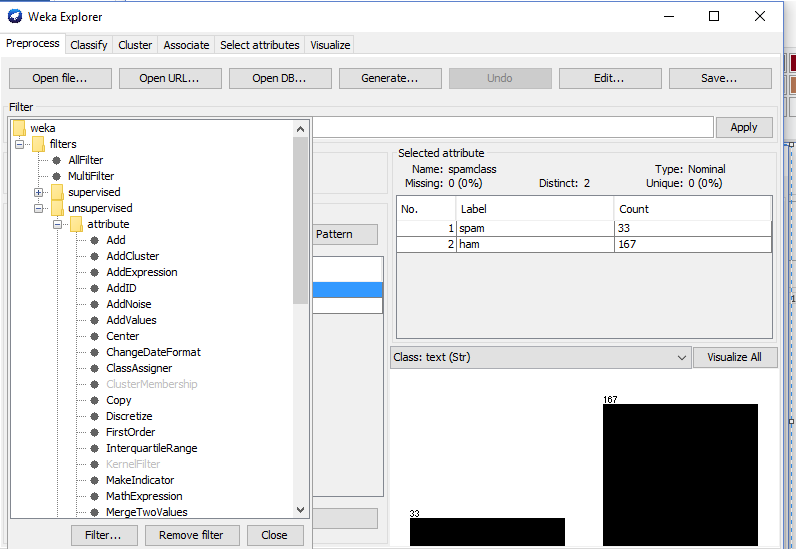 Weka Explorer
Preprocess Classify Cluster Associate Select attributes Visualize
Open file... Open URL... Open DB... Generate... Undo Edit... Save...
Filter
Apply
weka
filters
AllFilter
MultiFilter
supervised
unsupervised
attribute
Add
AddCluster
AddExpression
AddID
AddNoise
AddValues
Center
ChangeDateFormat
ClassAssigner
ClusterMembership
Copy
Discretize
FirstOrder
InterquartileRange
KernelFilter
MakeIndicator
MathExpression
MergeTwoValues
Filter... Remove filter Close
Pattern
Selected attribute
Name: spamclass Type: Nominal
Missing: 0 (0%) Distinct: 2 Unique: 0 (0%)
No. Label Count
1 spam 33
2 ham 167
Class: text (Str) Visualize All
167
33